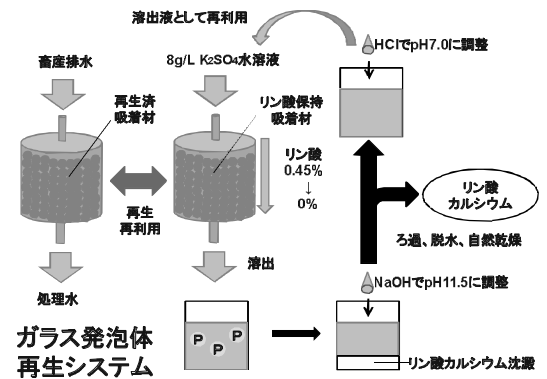 溶出液として再利用
HClでpH7.0に調整
畜産排水
8g/L K2SO4水溶液
再生済
吸着材
リン酸保持
吸着材
リン酸
0.45%
↓
0%
再生
再利用
リン酸
カルシウム
ろ過、脱水、自然乾燥
処理水
溶出
NaOHでpH11.5に調整
P
P
P
リン酸カルシウム沈澱
ガラス発泡体
再生システム